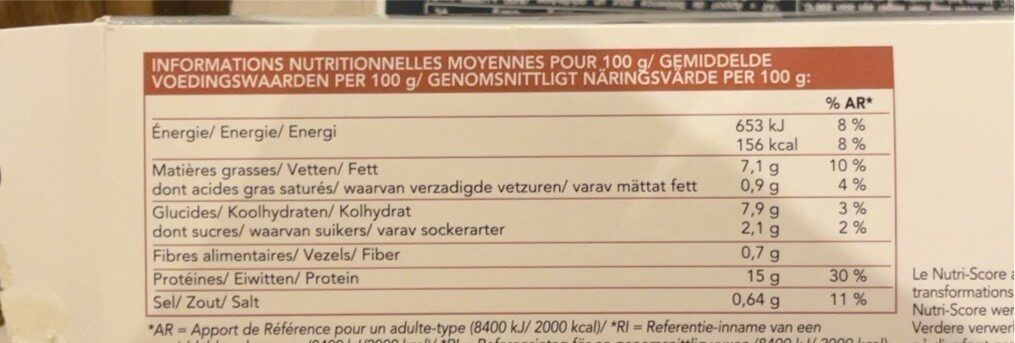 INFORMATIONS NUTRITIONNELLES MOYENNES POUR 100 g/ GEMIDDELDE
VOEDINGSWAARDEN PER 100 g/ GENOMSNITTLIGT NÄRINGSVÄRDE PER 100 g:
% AR*
Énergie/ Energie/ Energi 653 kJ 8 %
156 kcal 8 %
Matières grasses/ Vetten/ Fett 7,1 g 10 %
dont acides gras saturés/ waarvan verzadigde vetzuren/ varav mättat fett 0,9 g 4 %
Glucides/ Koolhydraten/ Kolhydrat 7,9 g 3 %
dont sucres/ waarvan suikers/ varav sockerarter 2,1 g 2 %
Fibres alimentaires/ Vezels/ Fiber 0,7 g
Protéines/ Eiwitten/ Protein 15 g 30 %
Sel/ Zout/ Salt 0,64 g 11 %
*AR = Apport de Référence pour un adulte-type (8400 kJ/ 2000 kcal)/ *RI = Referentie-inname van een
Le Nutri-Score
transformations
Nutri-Score
Verdere